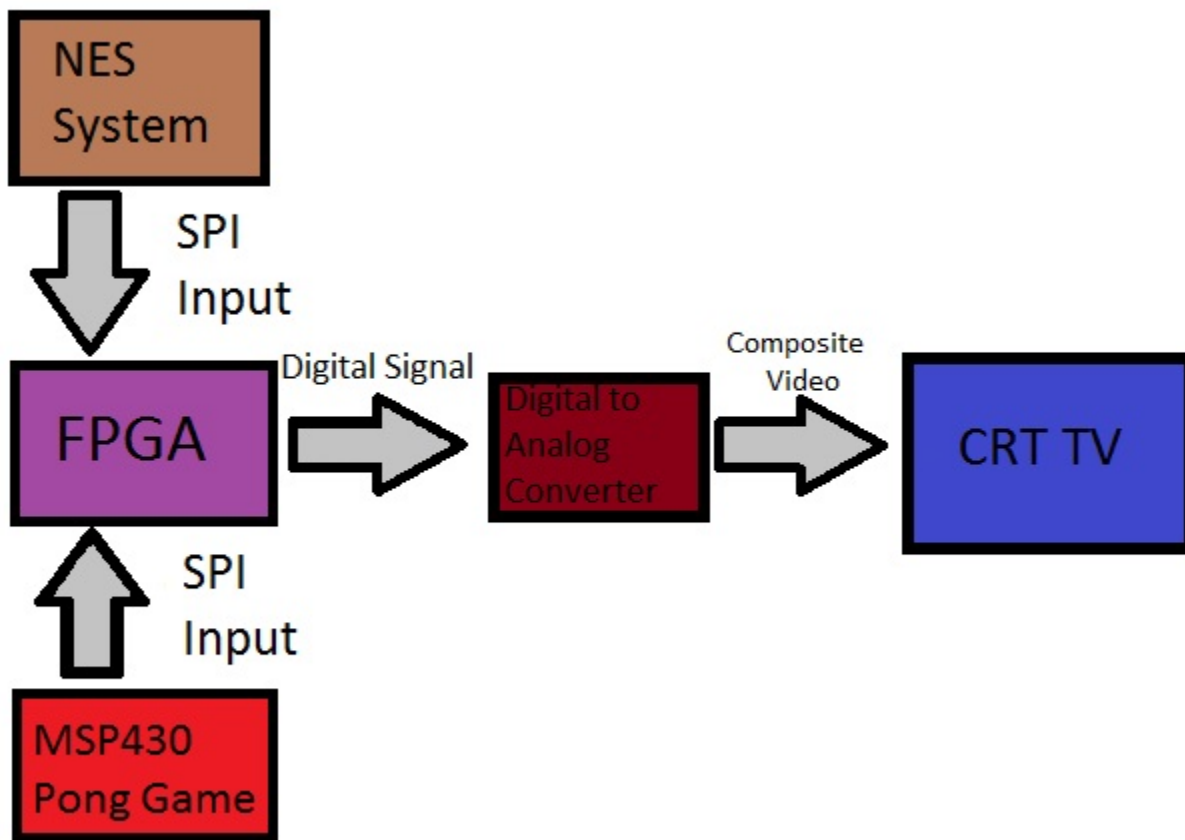 NES
System
SPI
Input
FPGA
Digital Signal
Digital to
Analog
Converter
Composite
Video
CRT TV
SPI
Input
MSP430
Pong Game